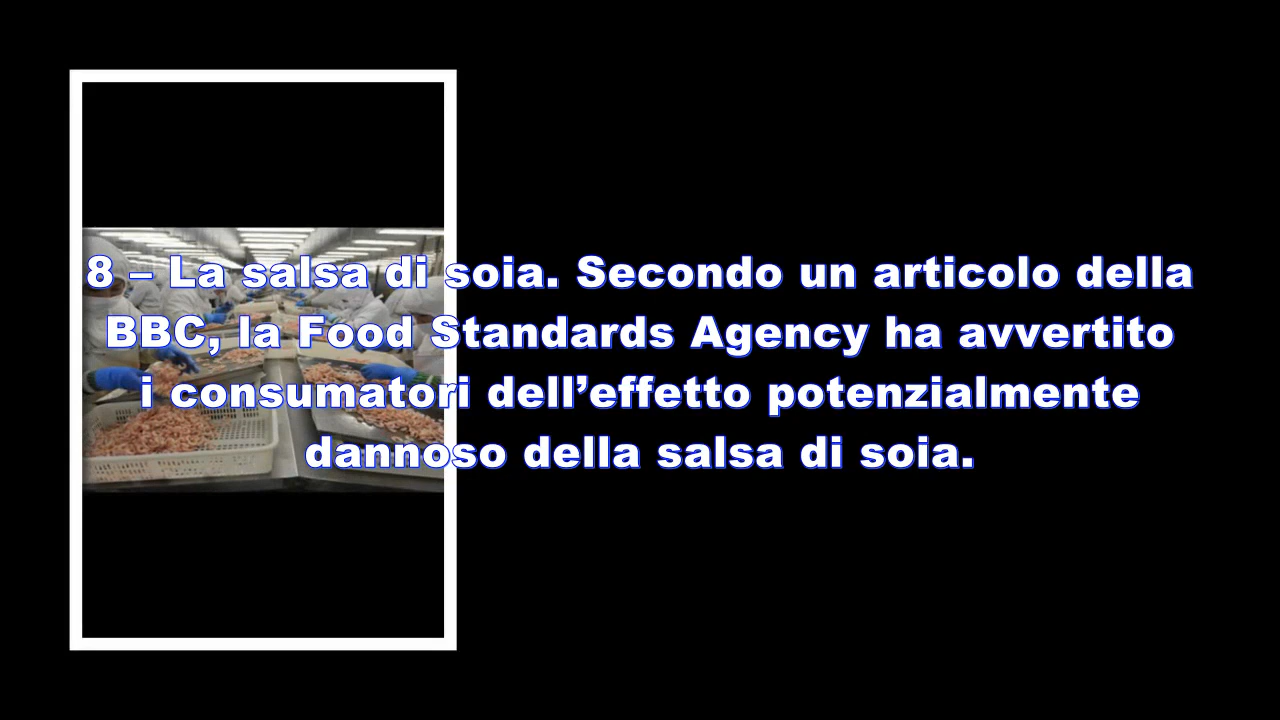 8 – La salsa di soia. Secondo un articolo della
BBC, la Food Standards Agency ha avvertito
i consumatori dell’effetto potenzialmente
dannoso della salsa di soia.